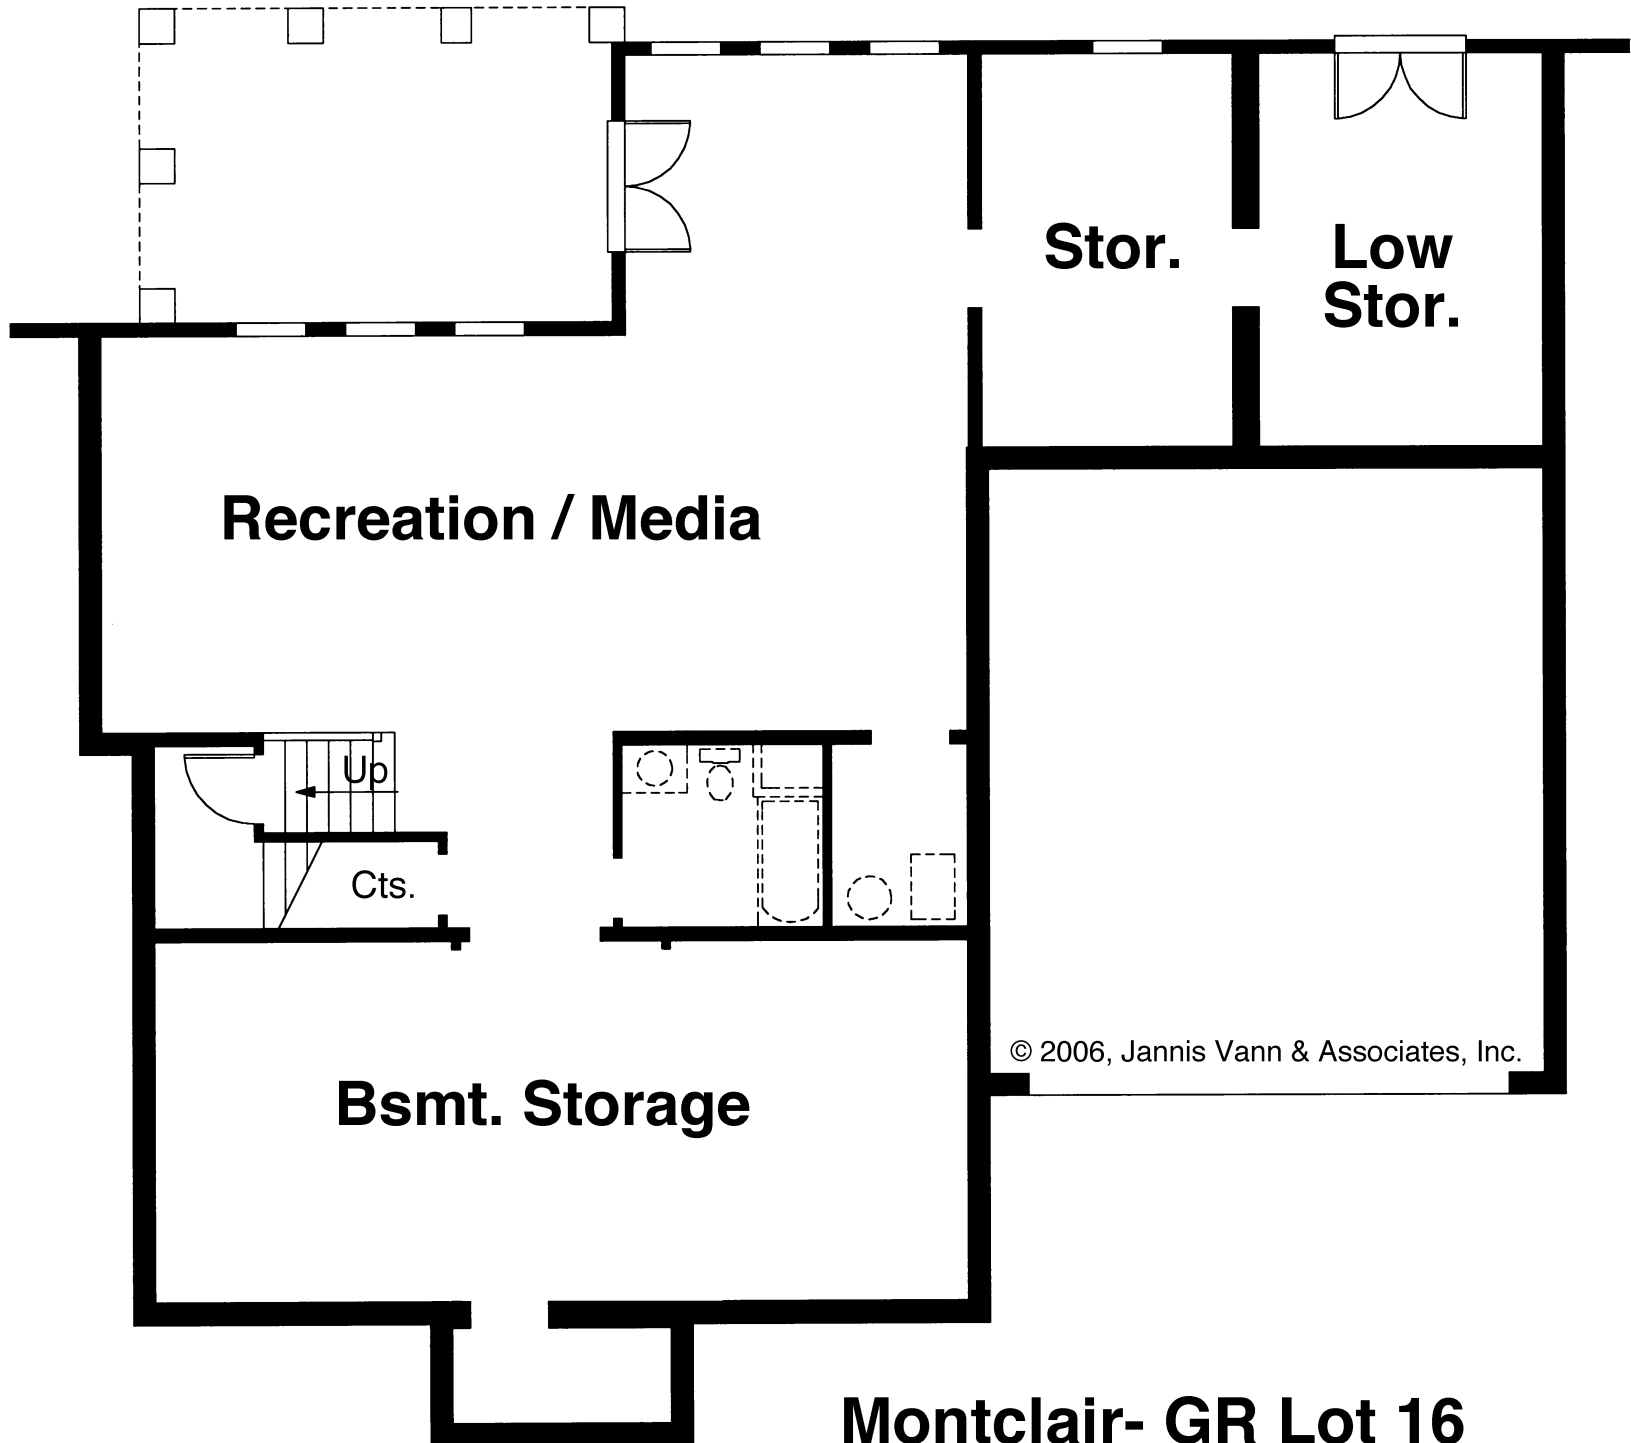 Stor.
Low
Stor.
Recreation / Media
Up
Cts.
© 2006, Jannis Vann & Associates, Inc.
Bsmt. Storage
Montclair- GR Lot 16